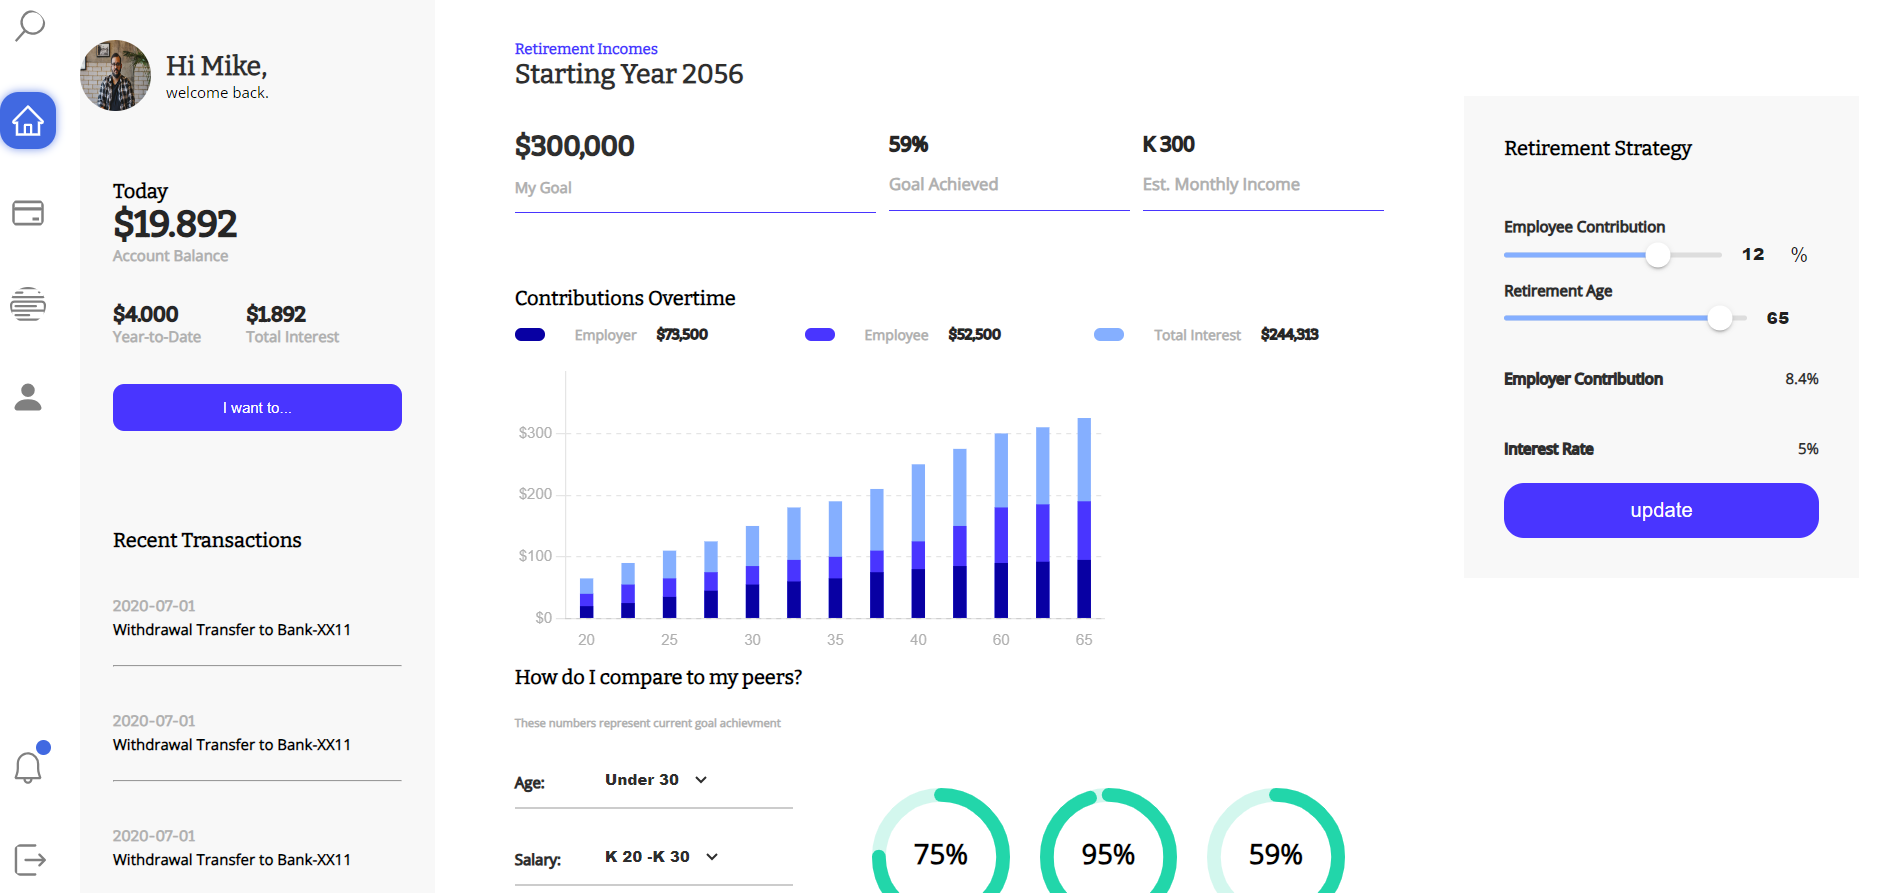 Hi Mike,
welcome back.
Today
$19.892
Account Balance
$4.000
Year-to-Date
$1.892
Total Interest
I want to...
Recent Transactions
2020-07-01
Withdrawal Transfer to Bank-XX11
2020-07-01
Withdrawal Transfer to Bank-XX11
2020-07-01
Withdrawal Transfer to Bank-XX11
Retirement Incomes
Starting Year 2056
$300,000
My Goal
59%
Goal Achieved
K 300
Est. Monthly Income
Contributions Overtime
Employer $73,500
Employee $52,500
Total Interest $244,313
$300
$200
$100
$0
20 25 30 35 40 60 65
How do I compare to my peers?
These numbers represent current goal achievment
Age: Under 30
Salary: K 20 -K 30
75% 95% 59%
Retirement Strategy
Employee Contribution
12 %
Retirement Age
65
Employer Contribution 8.4%
Interest Rate 5%
update